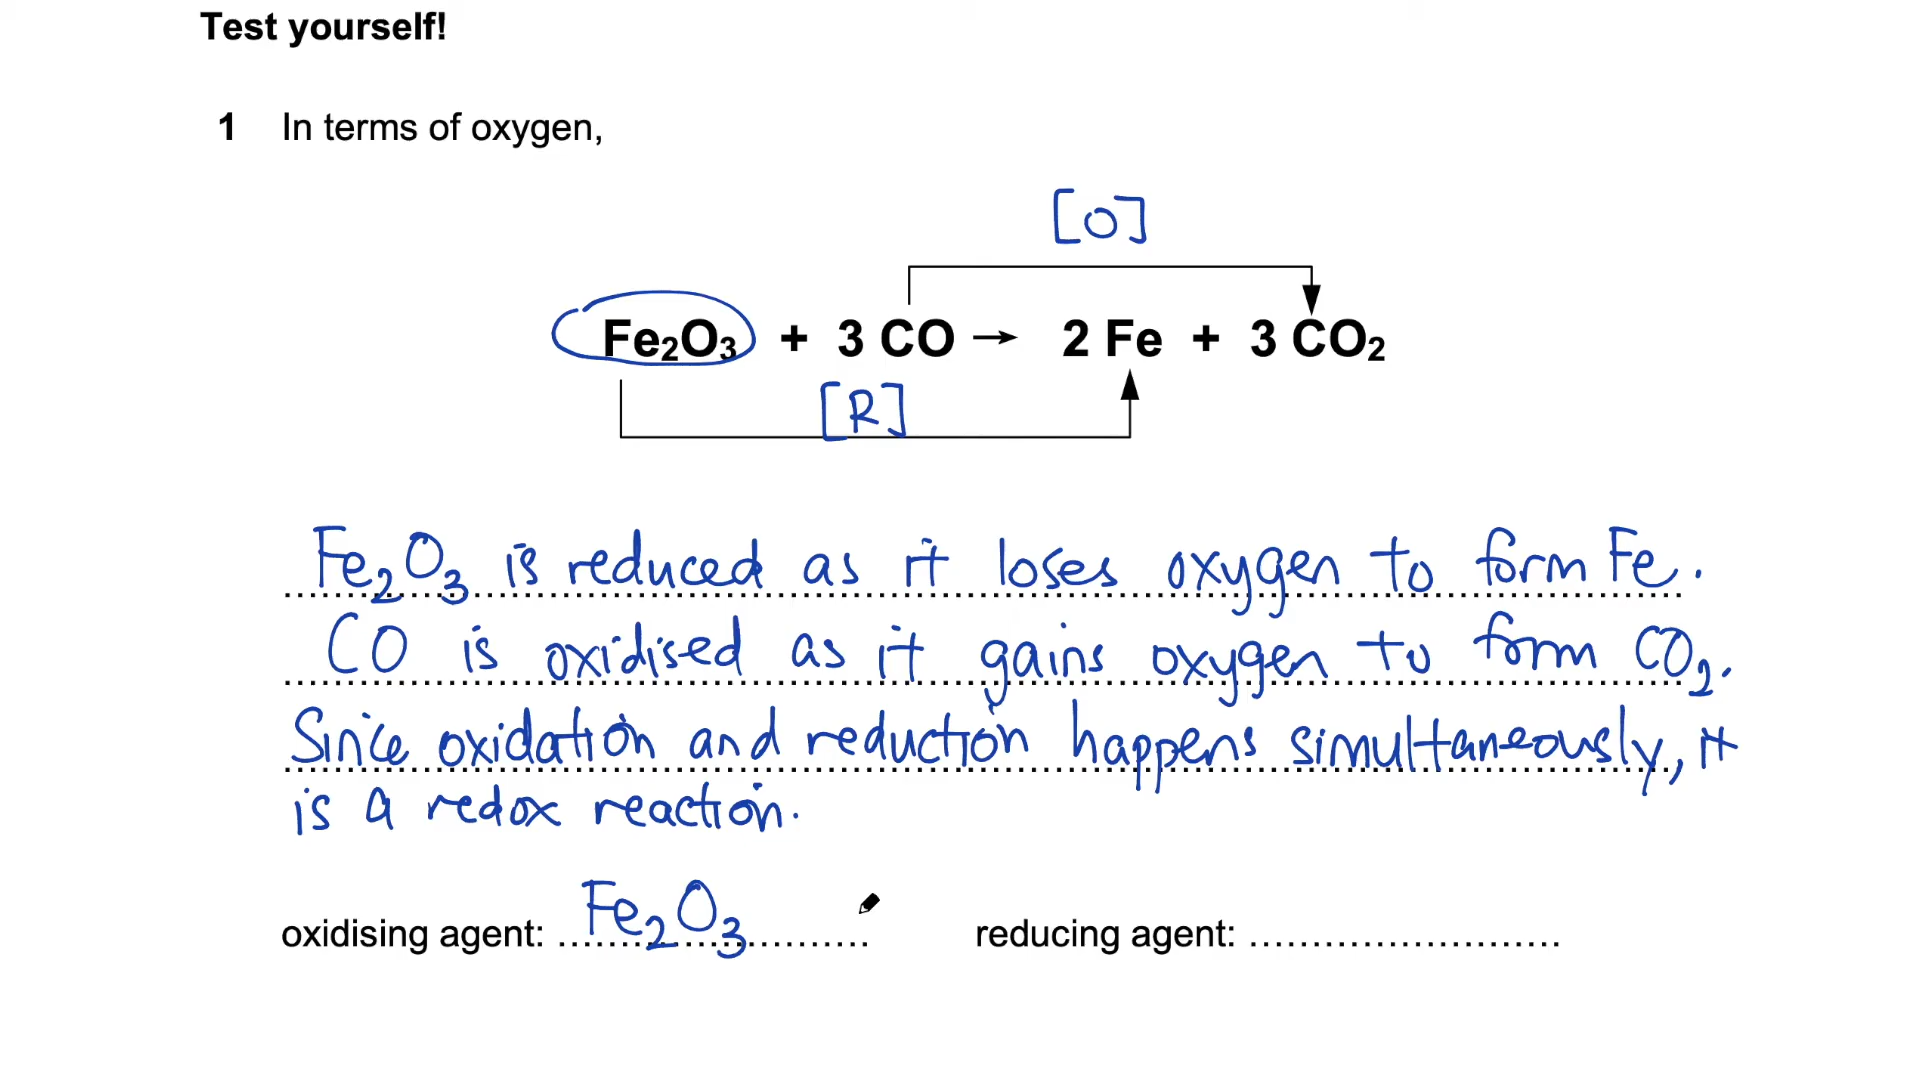 Test yourself!
1 In terms of oxygen,
[O]
Fe₂O₃ + 3 CO → 2 Fe + 3 CO₂
[R]
Fe₂O₃ is reduced as it loses oxygen to form Fe.
CO is oxidised as it gains oxygen to form CO₂.
Since oxidation and reduction happens simultaneously, it
is a redox reaction.
oxidising agent: Fe₂O₃ reducing agent: ........................